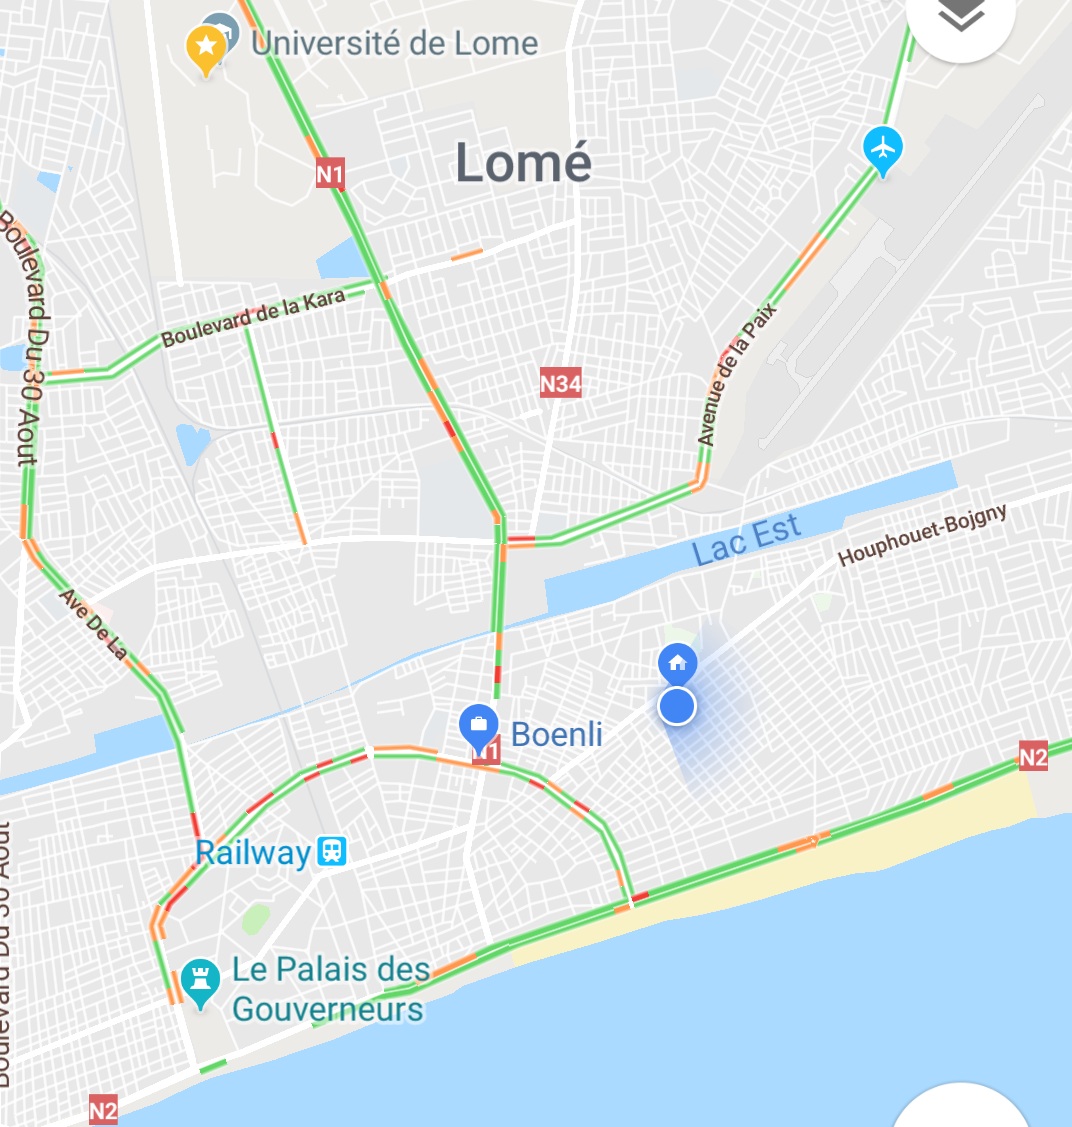 Université de Lome
Lomé
N1
Boulevard Du 30 Aout
Boulevard de la Kara
Avenue de la Paix
N34
Lac Est
Houphouet-Bojgny
Ave De La
Boenli
N1
N2
Railway
Boulevard Du 30 Aout
Le Palais des
Gouverneurs
N2